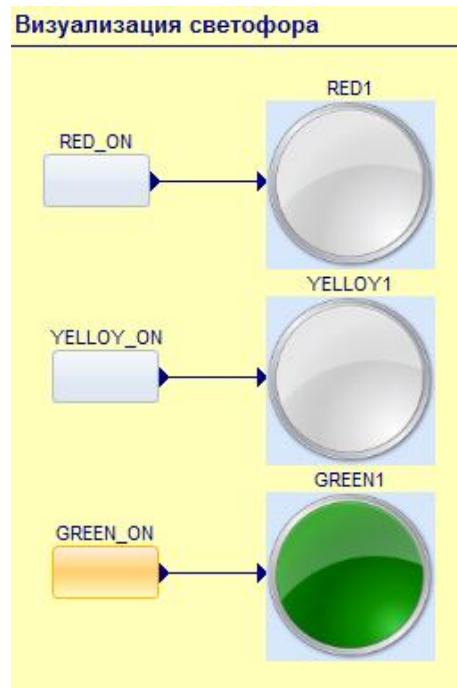 Визуализация светофора
RED1
RED_ON
YELLOY1
YELLOY_ON
GREEN1
GREEN_ON